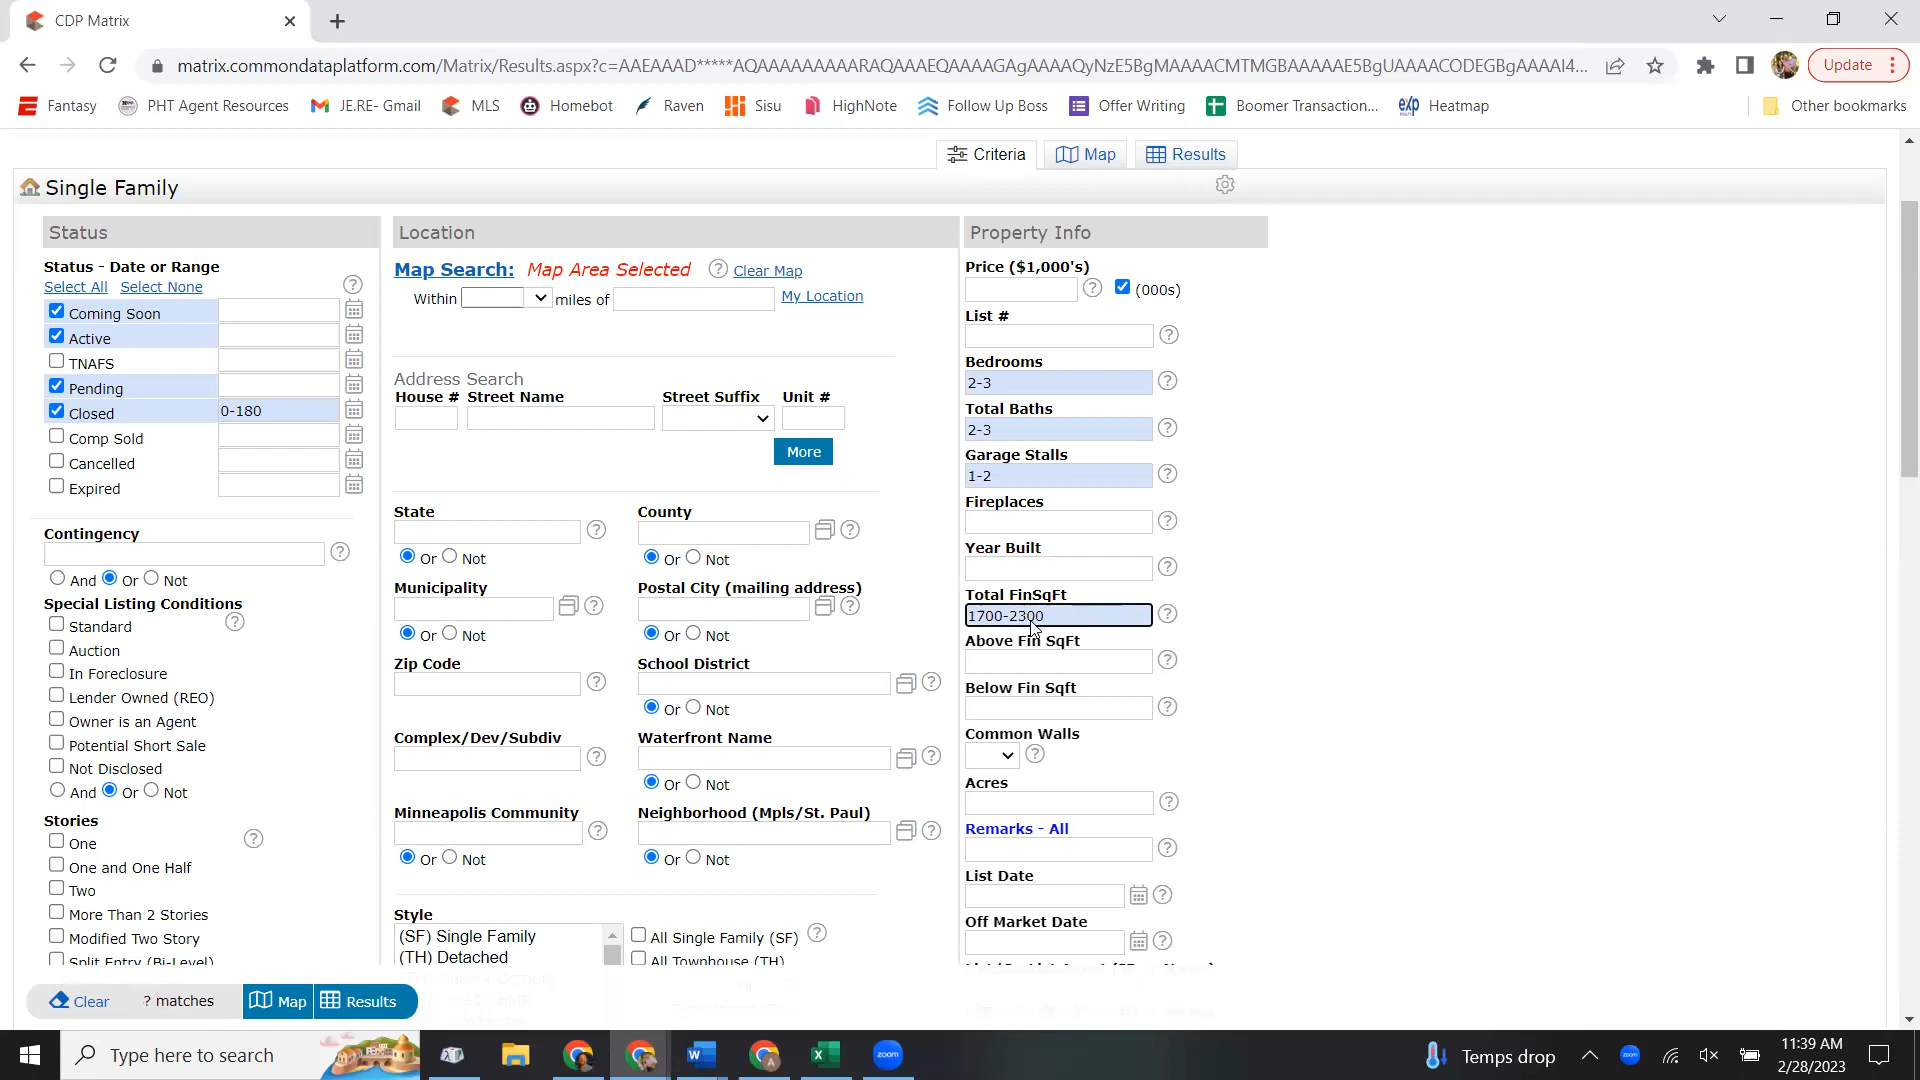 CDP Matrix
matrix.commondataplatform.com/Matrix/Results.aspx?c=AAEAAAD*****AQAAAAAAAAARAQAAAEQAAAAGAgAAAAQyNzE5BgMAAAACMTMGBAAAAAE5BgUAAAACODEGBgAAAAI4...
Update
Fantasy
PHT Agent Resources
JE.RE- Gmail
MLS
Homebot
Raven
Sisu
HighNote
Follow Up Boss
Offer Writing
Boomer Transaction...
exp Heatmap
Other bookmarks
Criteria
Map
Results
Single Family
Status
Status - Date or Range
Select All Select None
Coming Soon
Active
TNAFS
Pending
Closed 0-180
Comp Sold
Cancelled
Expired
Contingency
And Or Not
Special Listing Conditions
Standard
Auction
In Foreclosure
Lender Owned (REO)
Owner is an Agent
Potential Short Sale
Not Disclosed
And Or Not
Stories
One
One and One Half
Two
More Than 2 Stories
Modified Two Story
Split Entry (Bi-Level)
Location
Map Search: Map Area Selected Clear Map
Within miles of My Location
Address Search
House # Street Name Street Suffix Unit #
More
State County
Or Not Or Not
Municipality Postal City (mailing address)
Or Not Or Not
Zip Code School District
Or Not
Complex/Dev/Subdiv Waterfront Name
Or Not
Minneapolis Community Neighborhood (Mpls/St. Paul)
Or Not Or Not
Style
(SF) Single Family All Single Family (SF)
(TH) Detached All Townhouse (TH)
Property Info
Price ($1,000's)
(000s)
List #
Bedrooms
2-3
Total Baths
2-3
Garage Stalls
1-2
Fireplaces
Year Built
Total FinSqFt
1700-2300
Above Fin SqFt
Below Fin Sqft
Common Walls
Acres
Remarks - All
List Date
Off Market Date
Clear ? matches Map Results
Type here to search
zoom
Temps drop
zoom
11:39 AM
2/28/2023